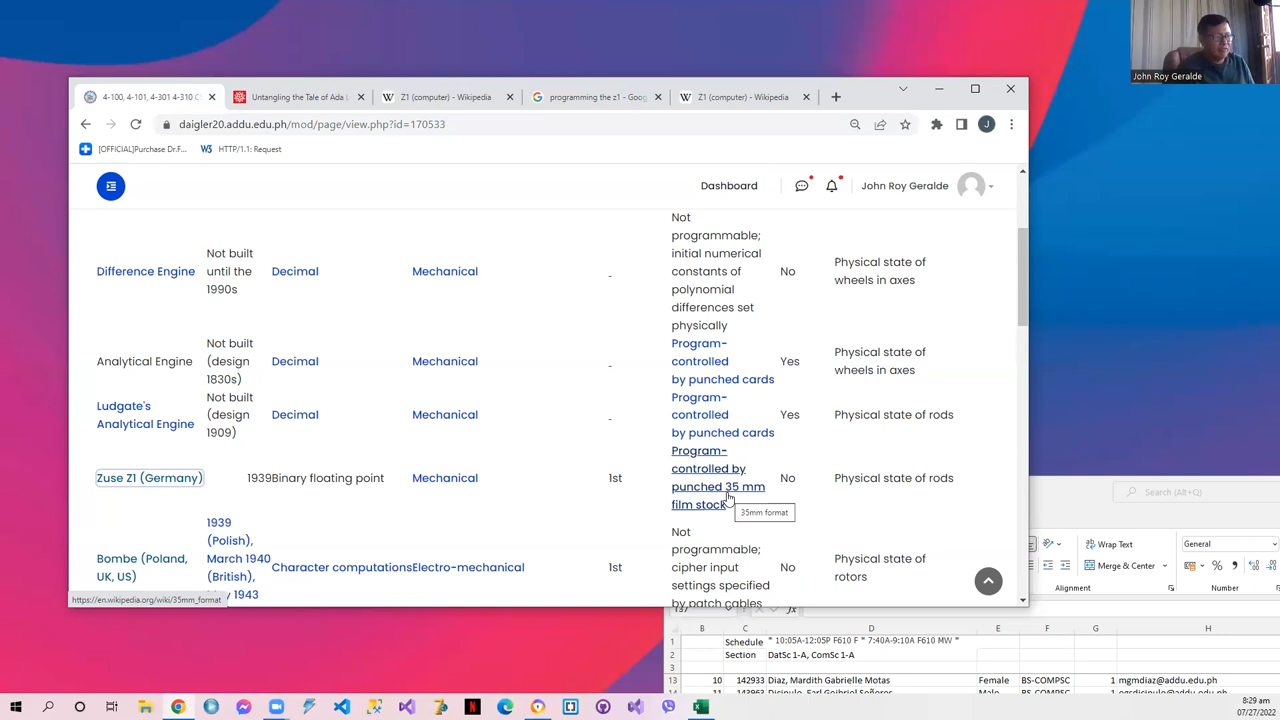 John Roy Geralde
4-100, 4-101, 4-301 4-310 C
Untangling the Tale of Ada L
Z1 (computer) - Wikipedia
programming the z1 - Goog
Z1 (computer) - Wikipedia
daigler20.addu.edu.ph/mod/page/view.php?id=170533
J
[OFFICIAL]Purchase Dr.F...
HTTP/1.1: Request
Dashboard
John Roy Geralde
Not
programmable;
initial numerical
constants of
polynomial
differences set
physically
Difference Engine
Not built
until the
1990s
Decimal
Mechanical
-
No
Physical state of
wheels in axes
Analytical Engine
Not built
(design
1830s)
Decimal
Mechanical
-
Program-
controlled
by punched cards
Yes
Physical state of
wheels in axes
Ludgate's
Analytical Engine
Not built
(design
1909)
Decimal
Mechanical
-
Program-
controlled
by punched cards
Yes
Physical state of rods
Zuse Z1 (Germany)
1939
Binary floating point
Mechanical
1st
Program-
controlled by
punched 35 mm
film stock
No
Physical state of rods
35mm format
Bombe (Poland,
UK, US)
1939
(Polish),
March 1940
(British),
May 1943
Character computations
Electro-mechanical
1st
Not
programmable;
cipher input
settings specified
by patch cables
No
Physical state of
rotors
https://en.wikipedia.org/wiki/35mm_format
Search (Alt+Q)
Wrap Text
Merge & Center
Alignment
General
Number
fx
B C D E F G H
1 Schedule " 10:05A-12:05P F610 F " 7:40A-9:10A F610 MW "
2 Section DatSc 1-A, ComSc 1-A
3
13 10 142933 Diaz, Mardith Gabrielle Motas Female BS-COMPSC 1 mgmdiaz@addu.edu.ph
8:29 am
07/27/2022